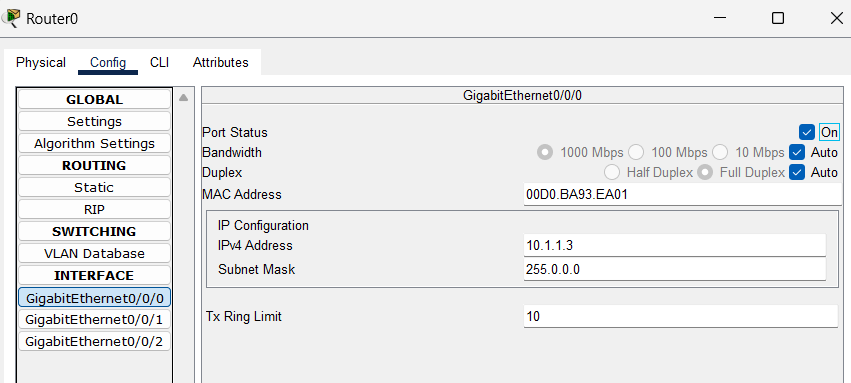 Router0
Physical Config CLI Attributes
GLOBAL
Settings
Algorithm Settings
ROUTING
Static
RIP
SWITCHING
VLAN Database
INTERFACE
GigabitEthernet0/0/0
GigabitEthernet0/0/1
GigabitEthernet0/0/2
GigabitEthernet0/0/0
Port Status On
Bandwidth 1000 Mbps 100 Mbps 10 Mbps Auto
Duplex Half Duplex Full Duplex Auto
MAC Address 00D0.BA93.EA01
IP Configuration
IPv4 Address 10.1.1.3
Subnet Mask 255.0.0.0
Tx Ring Limit 10